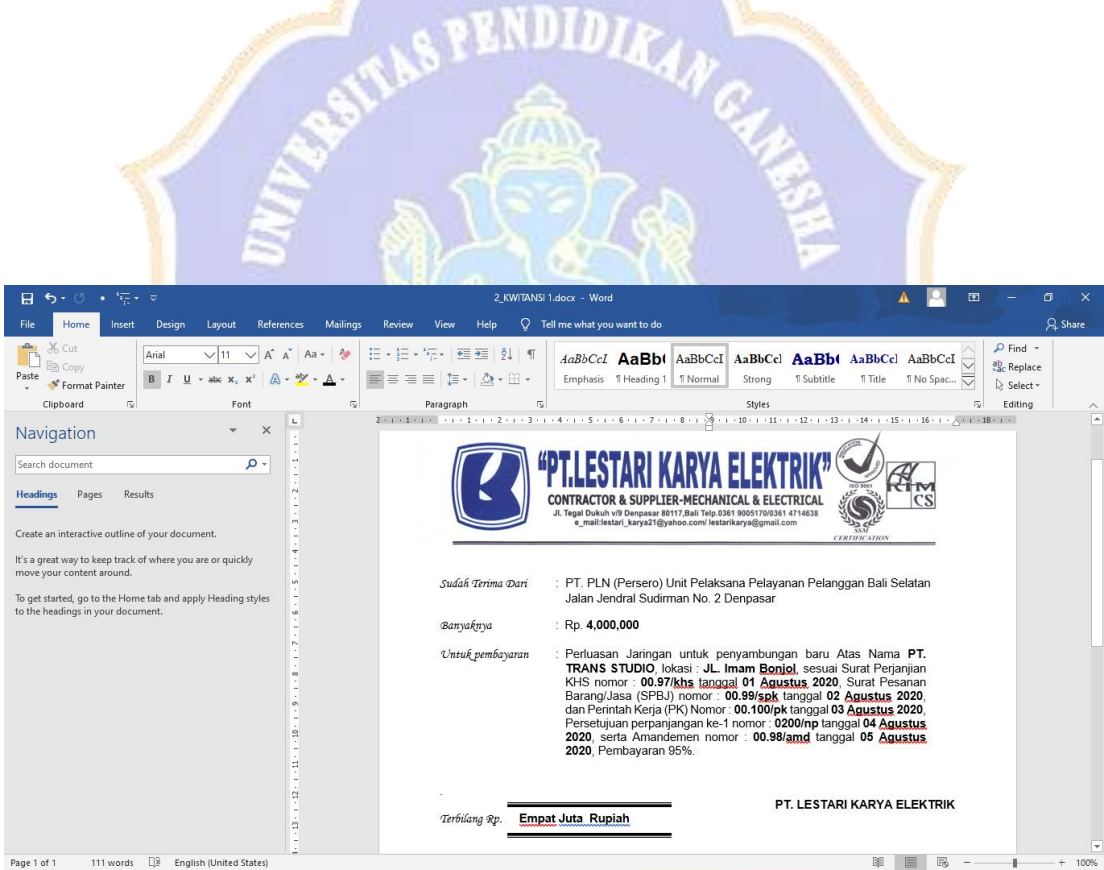 UNIVERSITAS PENDIDIKAN GANESHA
2_KWITANSI 1.docx - Word
File Home Insert Design Layout References Mailings Review View Help Tell me what you want to do Share
Paste
Cut
Copy
Format Painter
Clipboard
Arial 11
Font
Paragraph
AaBbCcI AaBb( AaBbCcI AaBbCcl AaBb( AaBbCcl AaBbCcI
Emphasis ¶ Heading 1 ¶ Normal Strong ¶ Subtitle ¶ Title ¶ No Spac...
Styles
Find
Replace
Select
Editing
Navigation
Search document
Headings Pages Results
Create an interactive outline of your document.
It's a great way to keep track of where you are or quickly
move your content around.
To get started, go to the Home tab and apply Heading styles
to the headings in your document.
“PT.LESTARI KARYA ELEKTRIK”
CONTRACTOR & SUPPLIER-MECHANICAL & ELECTRICAL
Jl. Tegal Dukuh v/9 Denpasar 80117,Bali Telp.0361 9005170/0361 4714638
e_mail:lestari_karya21@yahoo.com/ lestarikarya@gmail.com
ISO 9001
SSM
CERTIFICATION
CS
Sudah Terima Dari : PT. PLN (Persero) Unit Pelaksana Pelayanan Pelanggan Bali Selatan
Jalan Jendral Sudirman No. 2 Denpasar
Banyaknya : Rp. 4,000,000
Untuk pembayaran : Perluasan Jaringan untuk penyambungan baru Atas Nama PT.
TRANS STUDIO, lokasi : JL. Imam Bonjol, sesuai Surat Perjanjian
KHS nomor : 00.97/khs tanggal 01 Agustus 2020, Surat Pesanan
Barang/Jasa (SPBJ) nomor : 00.99/spk tanggal 02 Agustus 2020,
dan Perintah Kerja (PK) Nomor : 00.100/pk tanggal 03 Agustus 2020,
Persetujuan perpanjangan ke-1 nomor : 0200/np tanggal 04 Agustus
2020, serta Amandemen nomor : 00.98/amd tanggal 05 Agustus
2020, Pembayaran 95%.
PT. LESTARI KARYA ELEKTRIK
Terbilang Rp. Empat Juta Rupiah
Page 1 of 1 111 words English (United States) 100%